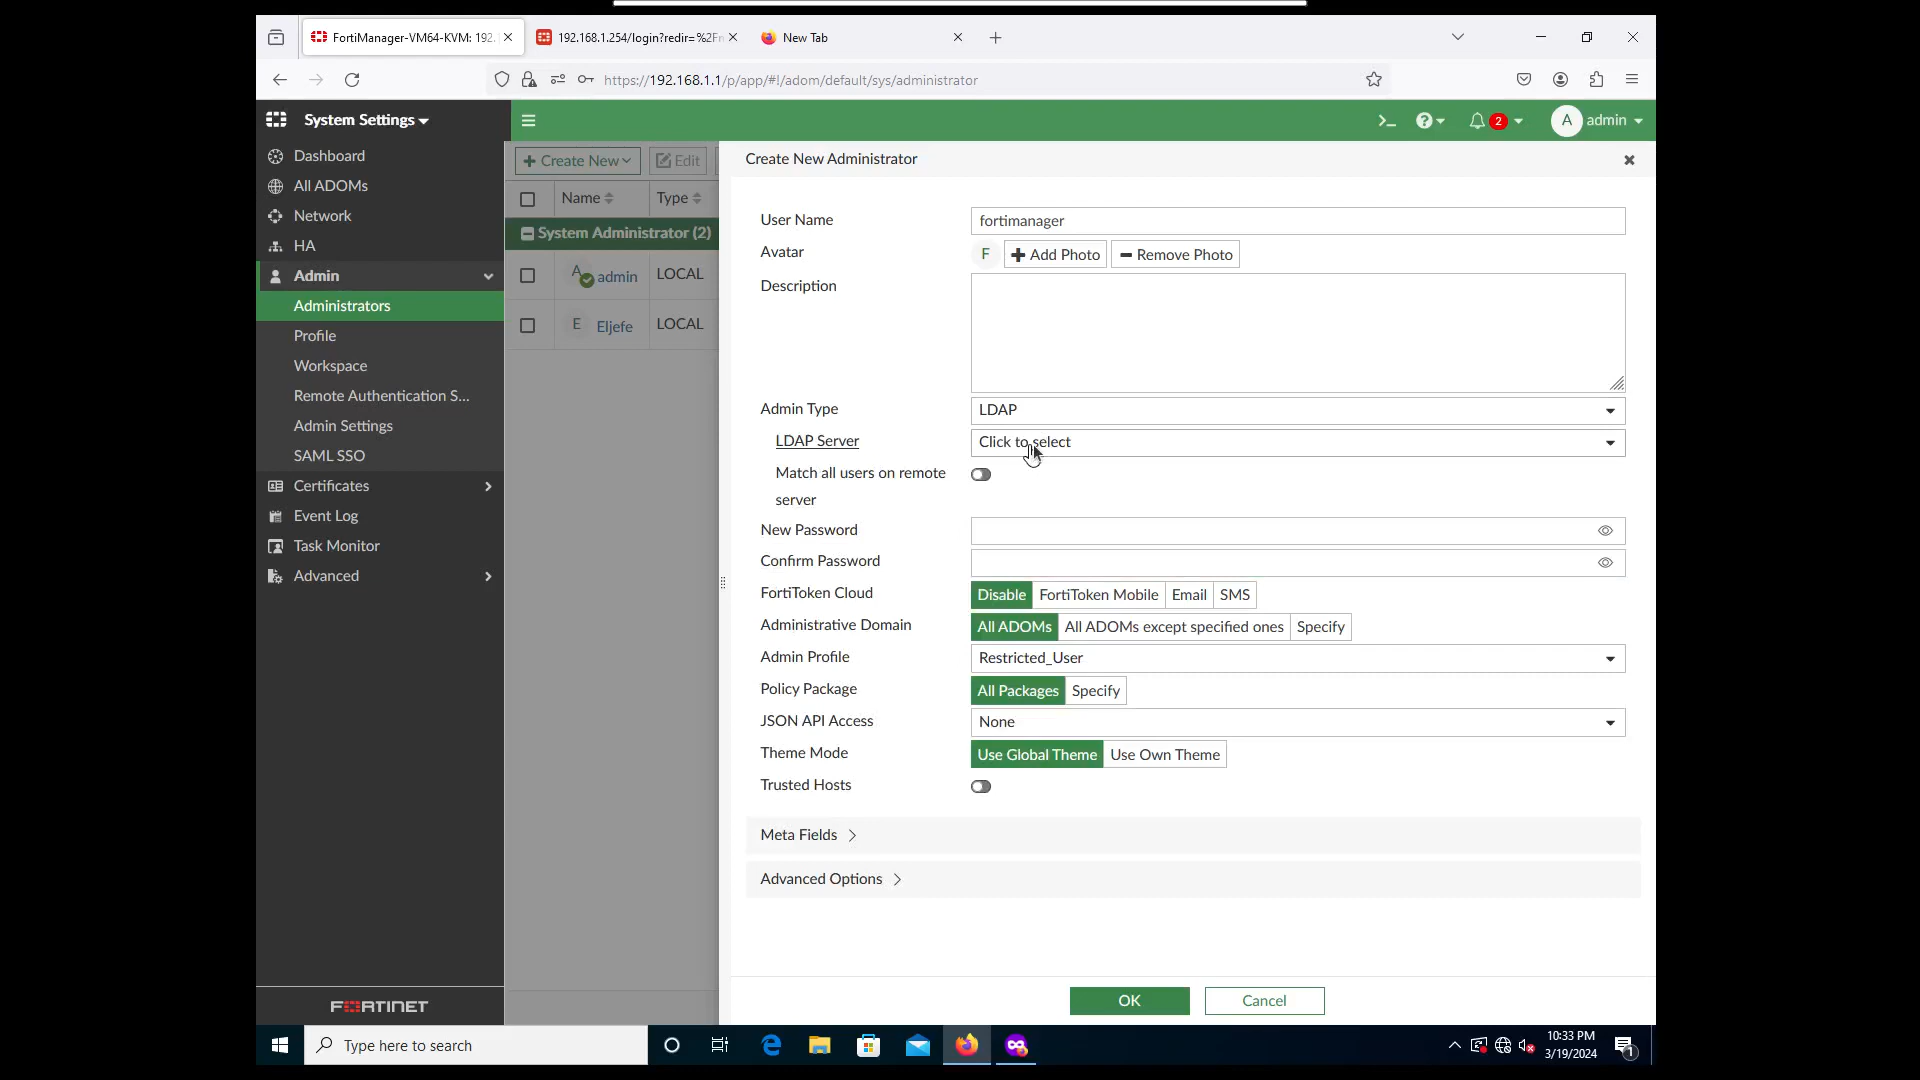 FortiManager-VM64-KVM: 192.
192.168.1.254/login?redir=%2Fn
New Tab
https://192.168.1.1/p/app/#!/adom/default/sys/administrator
System Settings
2
A
admin
Dashboard
All ADOMs
Network
HA
Admin
Administrators
Profile
Workspace
Remote Authentication S...
Admin Settings
SAML SSO
Certificates
Event Log
Task Monitor
Advanced
FORTINET
Create New
Edit
Name
Type
System Administrator (2)
A
admin
LOCAL
E
Eljefe
LOCAL
Create New Administrator
User Name
fortimanager
Avatar
F
Add Photo
Remove Photo
Description
Admin Type
LDAP
LDAP Server
Click to select
Match all users on remote
server
New Password
Confirm Password
FortiToken Cloud
Disable
FortiToken Mobile
Email
SMS
Administrative Domain
All ADOMs
All ADOMs except specified ones
Specify
Admin Profile
Restricted_User
Policy Package
All Packages
Specify
JSON API Access
None
Theme Mode
Use Global Theme
Use Own Theme
Trusted Hosts
Meta Fields
Advanced Options
OK
Cancel
Type here to search
10:33 PM
3/19/2024
1